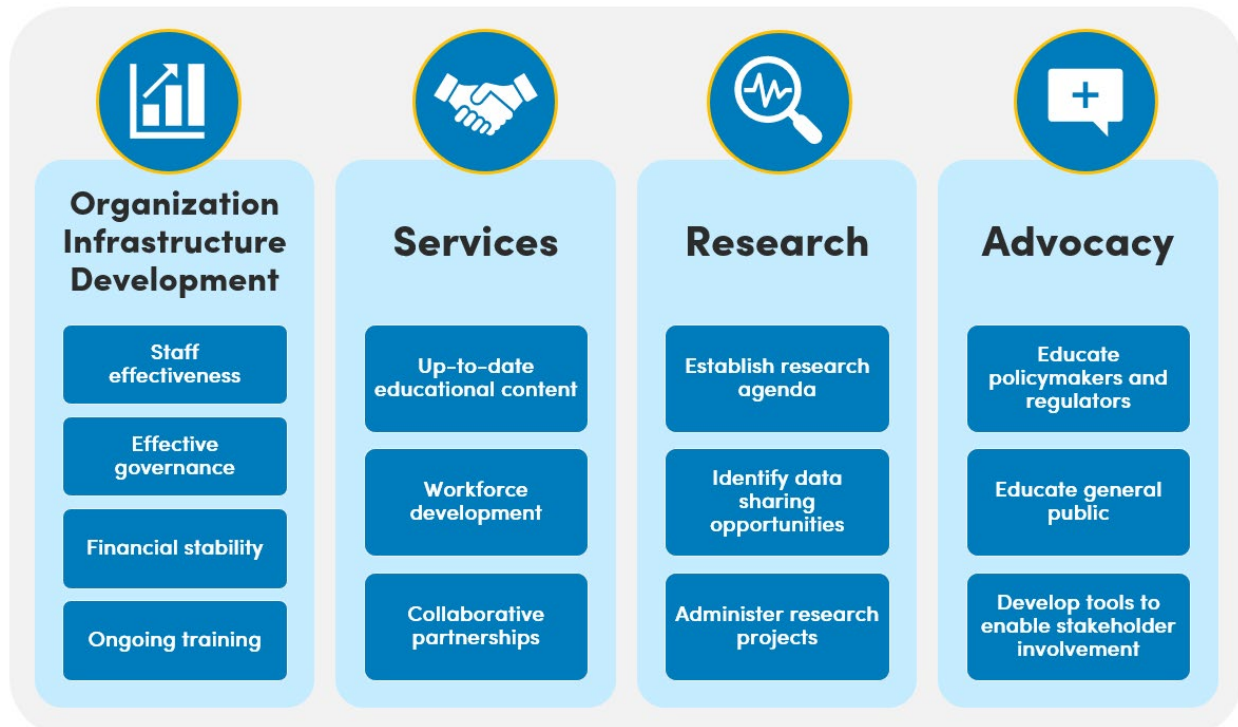 Organization
Infrastructure
Development
Staff
effectiveness
Effective
governance
Financial stability
Ongoing training
Services
Up-to-date
educational content
Workforce
development
Collaborative
partnerships
Research
Establish research
agenda
Identify data
sharing
opportunities
Administer research
projects
Advocacy
Educate
policymakers and
regulators
Educate general
public
Develop tools to
enable stakeholder
involvement